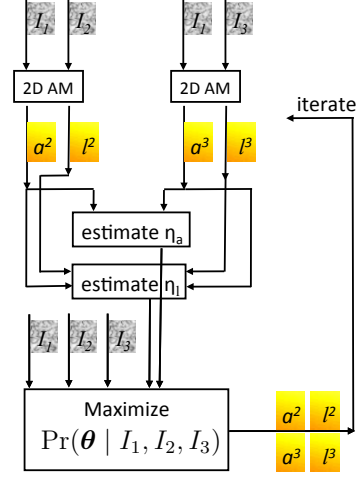 I₁ I₂ I₁ I₃
2D AM 2D AM
iterate
a² l² a³ l³
estimate ηₐ
estimate ηₗ
I₁ I₂ I₃
Maximize
Pr(θ | I₁, I₂, I₃)
a² l²
a³ l³